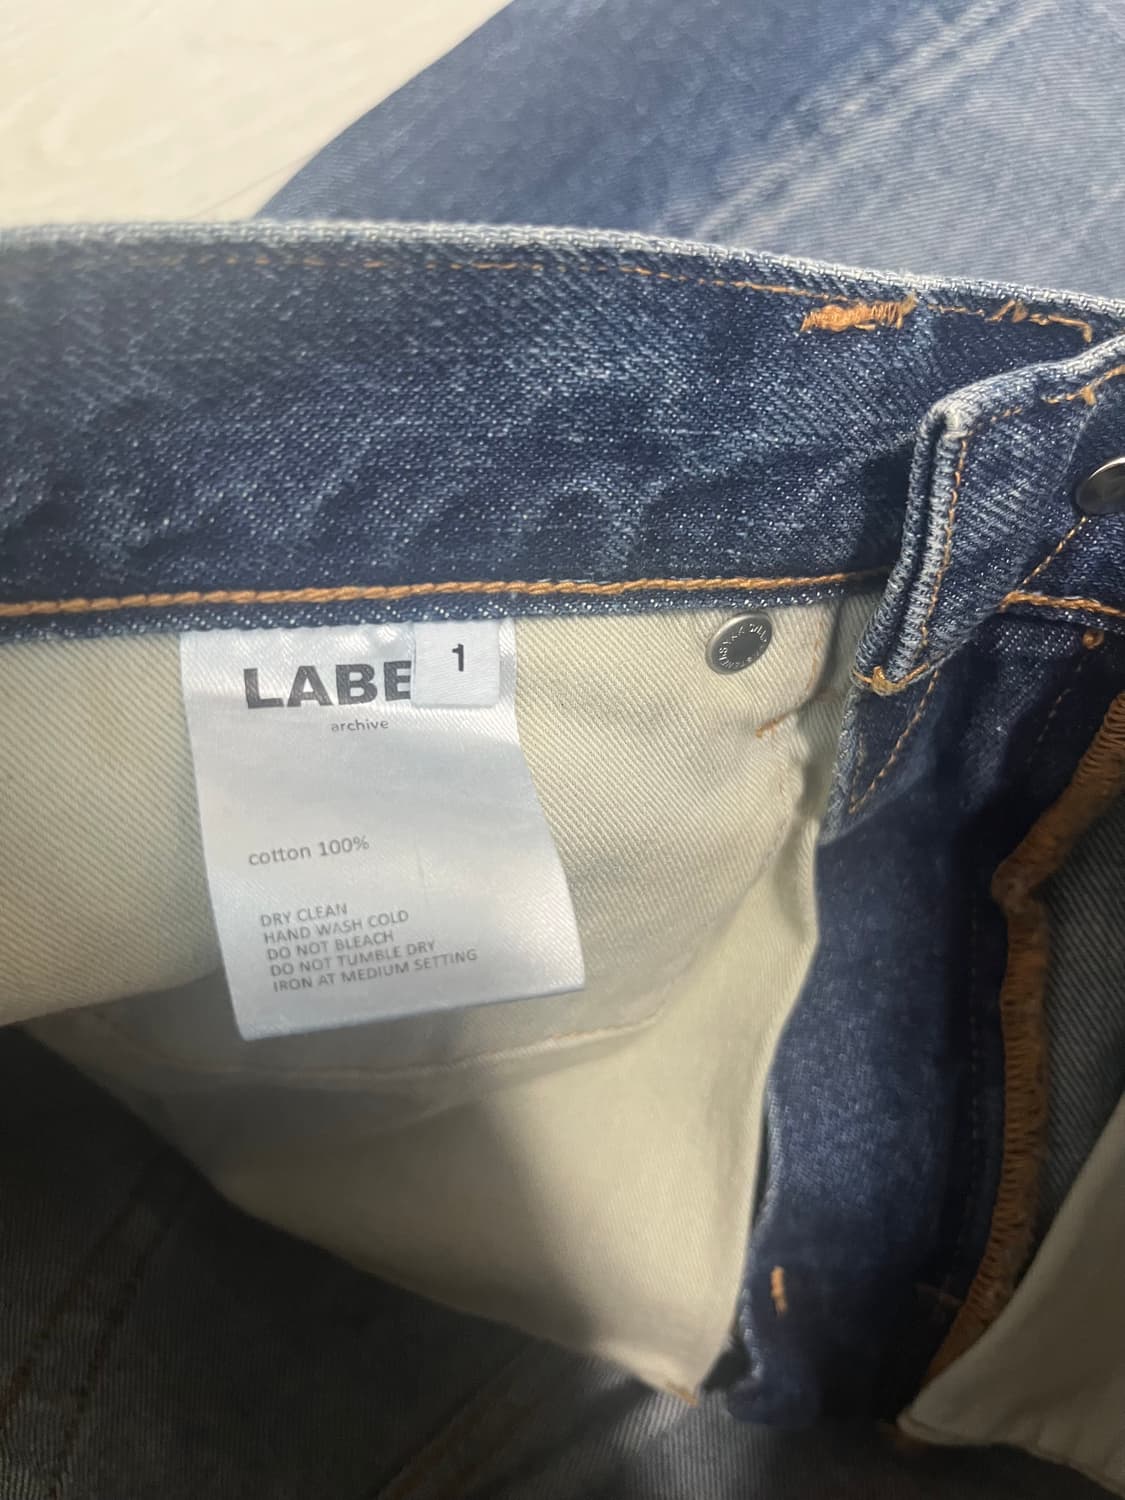 LABE
1
archive
cotton 100%
DRY CLEAN
HAND WASH COLD
DO NOT BLEACH
DO NOT TUMBLE DRY
IRON AT MEDIUM SETTING